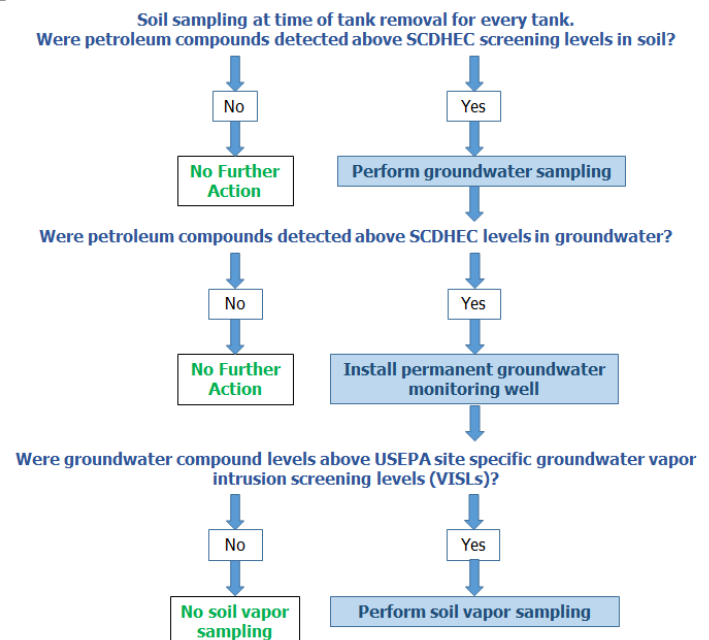 Soil sampling at time of tank removal for every tank.
Were petroleum compounds detected above SCDHEC screening levels in soil?
No
Yes
No Further
Action
Perform groundwater sampling
Were petroleum compounds detected above SCDHEC levels in groundwater?
No
Yes
No Further
Action
Install permanent groundwater
monitoring well
Were groundwater compound levels above USEPA site specific groundwater vapor
intrusion screening levels (VISLs)?
No
Yes
No soil vapor
sampling
Perform soil vapor sampling